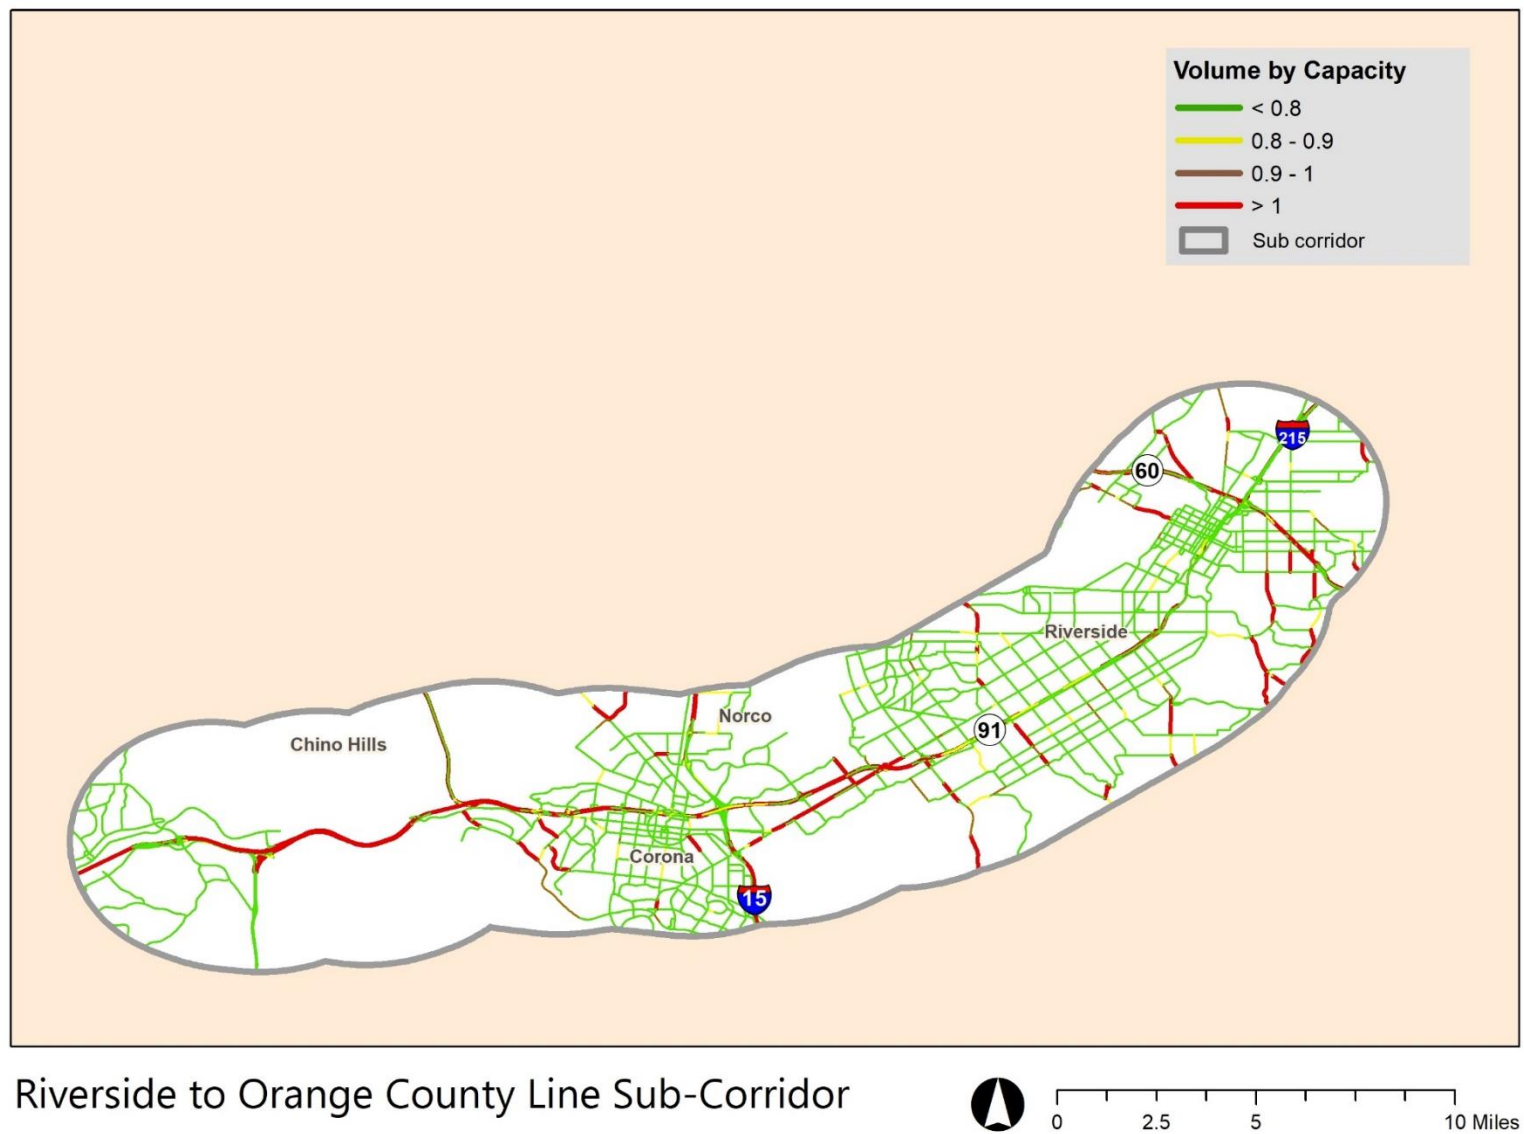 Volume by Capacity
< 0.8
0.8 - 0.9
0.9 - 1
> 1
Sub corridor
215
60
Riverside
Norco
91
Chino Hills
Corona
15
Riverside to Orange County Line Sub-Corridor
0 2.5 5 10 Miles